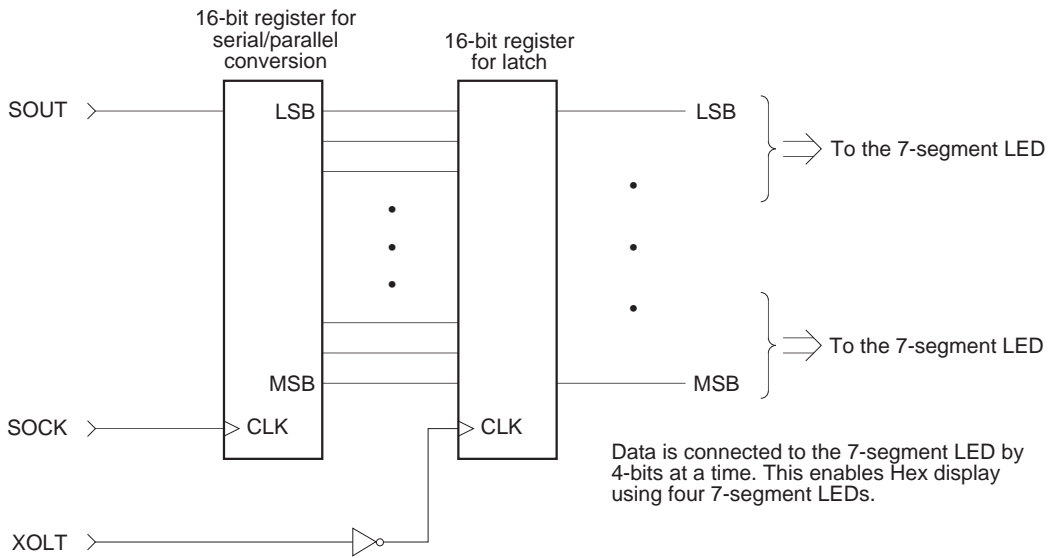 16-bit register for
serial/parallel
conversion
16-bit register
for latch
SOUT
LSB
LSB
To the 7-segment LED
To the 7-segment LED
MSB
MSB
SOCK
CLK
CLK
Data is connected to the 7-segment LED by
4-bits at a time. This enables Hex display
using four 7-segment LEDs.
XOLT